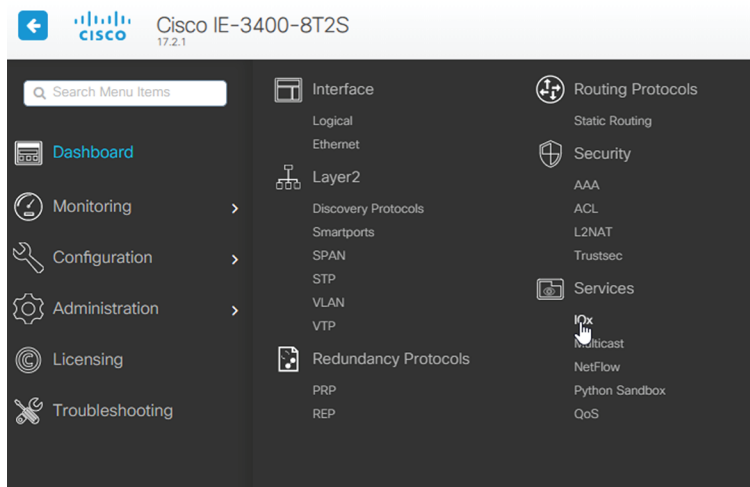 CISCO
Cisco IE-3400-8T2S
17.2.1
Search Menu Items
Dashboard
Monitoring
Configuration
Administration
Licensing
Troubleshooting
Interface
Logical
Ethernet
Layer2
Discovery Protocols
Smartports
SPAN
STP
VLAN
VTP
Redundancy Protocols
PRP
REP
Routing Protocols
Static Routing
Security
AAA
ACL
L2NAT
Trustsec
Services
IOx
Multicast
NetFlow
Python Sandbox
QoS